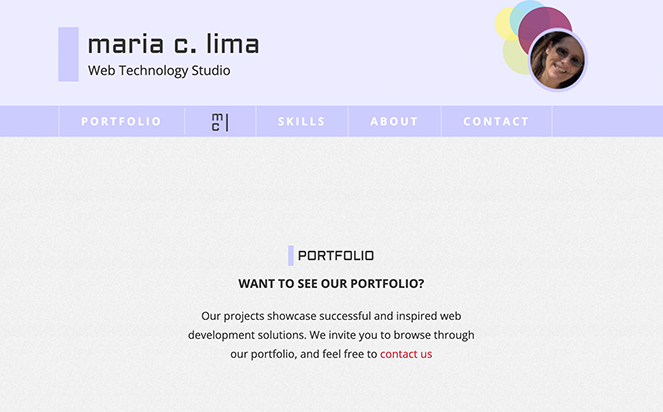 maria c. lima
Web Technology Studio
PORTFOLIO
mc|
SKILLS
ABOUT
CONTACT
PORTFOLIO
WANT TO SEE OUR PORTFOLIO?
Our projects showcase successful and inspired web
development solutions. We invite you to browse through
our portfolio, and feel free to contact us